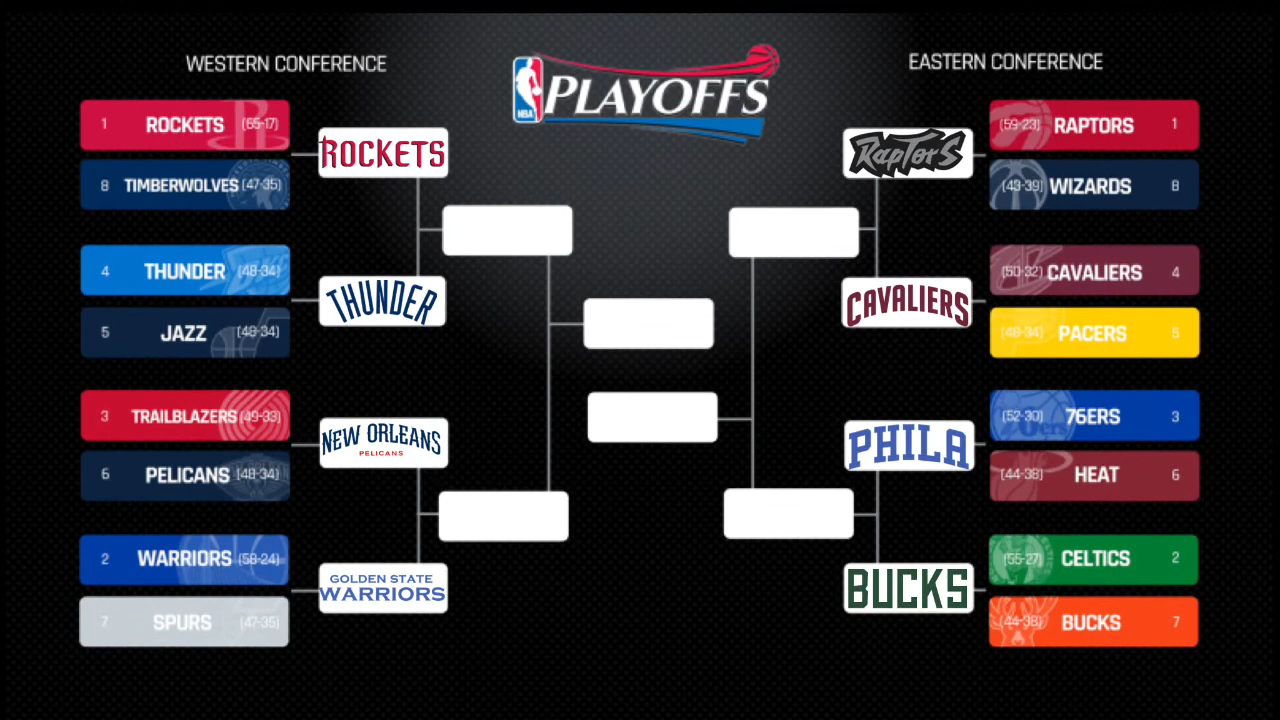 WESTERN CONFERENCE
NBA
PLAYOFFS
EASTERN CONFERENCE
1 ROCKETS (65-17)
8 TIMBERWOLVES (47-35)
4 THUNDER (48-34)
5 JAZZ (48-34)
3 TRAILBLAZERS (49-33)
6 PELICANS (48-34)
2 WARRIORS (58-24)
7 SPURS (47-35)
ROCKETS
THUNDER
NEW ORLEANS
PELICANS
GOLDEN STATE
WARRIORS
RAPTORS
CAVALIERS
PHILA
BUCKS
(59-23) RAPTORS 1
(43-39) WIZARDS 8
(50-32) CAVALIERS 4
(48-34) PACERS 5
(52-30) 76ERS 3
(44-38) HEAT 6
(55-27) CELTICS 2
(44-38) BUCKS 7